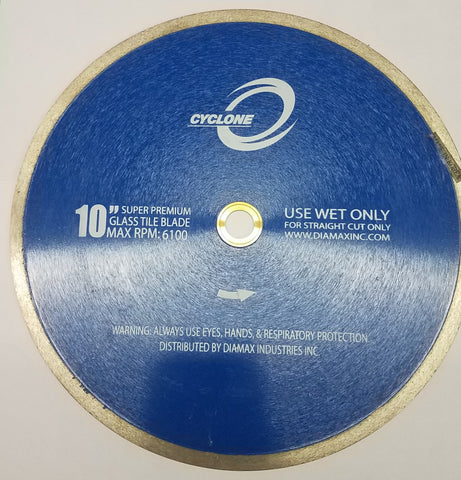 CYCLONE
10” SUPER PREMIUM
GLASS TILE BLADE
MAX RPM: 6100
USE WET ONLY
FOR STRAIGHT CUT ONLY
WWW.DIAMAXINC.COM
WARNING: ALWAYS USE EYES, HANDS, & RESPIRATORY PROTECTION
DISTRIBUTED BY DIAMAX INDUSTRIES INC.